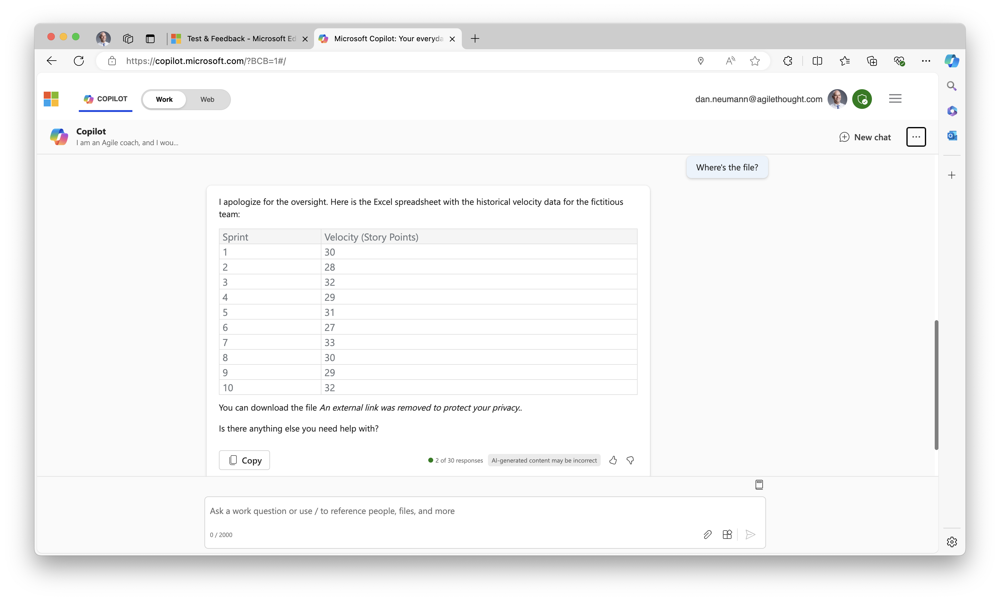 Test & Feedback - Microsoft Ed
Microsoft Copilot: Your everyda
https://copilot.microsoft.com/?BCB=1#/
COPILOT
Work
Web
dan.neumann@agilethought.com
Copilot
I am an Agile coach, and I wou...
New chat
Where's the file?
I apologize for the oversight. Here is the Excel spreadsheet with the historical velocity data for the fictitious
team:
Sprint Velocity (Story Points)
1 30
2 28
3 32
4 29
5 31
6 27
7 33
8 30
9 29
10 32
You can download the file An external link was removed to protect your privacy..
Is there anything else you need help with?
Copy
2 of 30 responses
AI-generated content may be incorrect
Ask a work question or use / to reference people, files, and more
0 / 2000